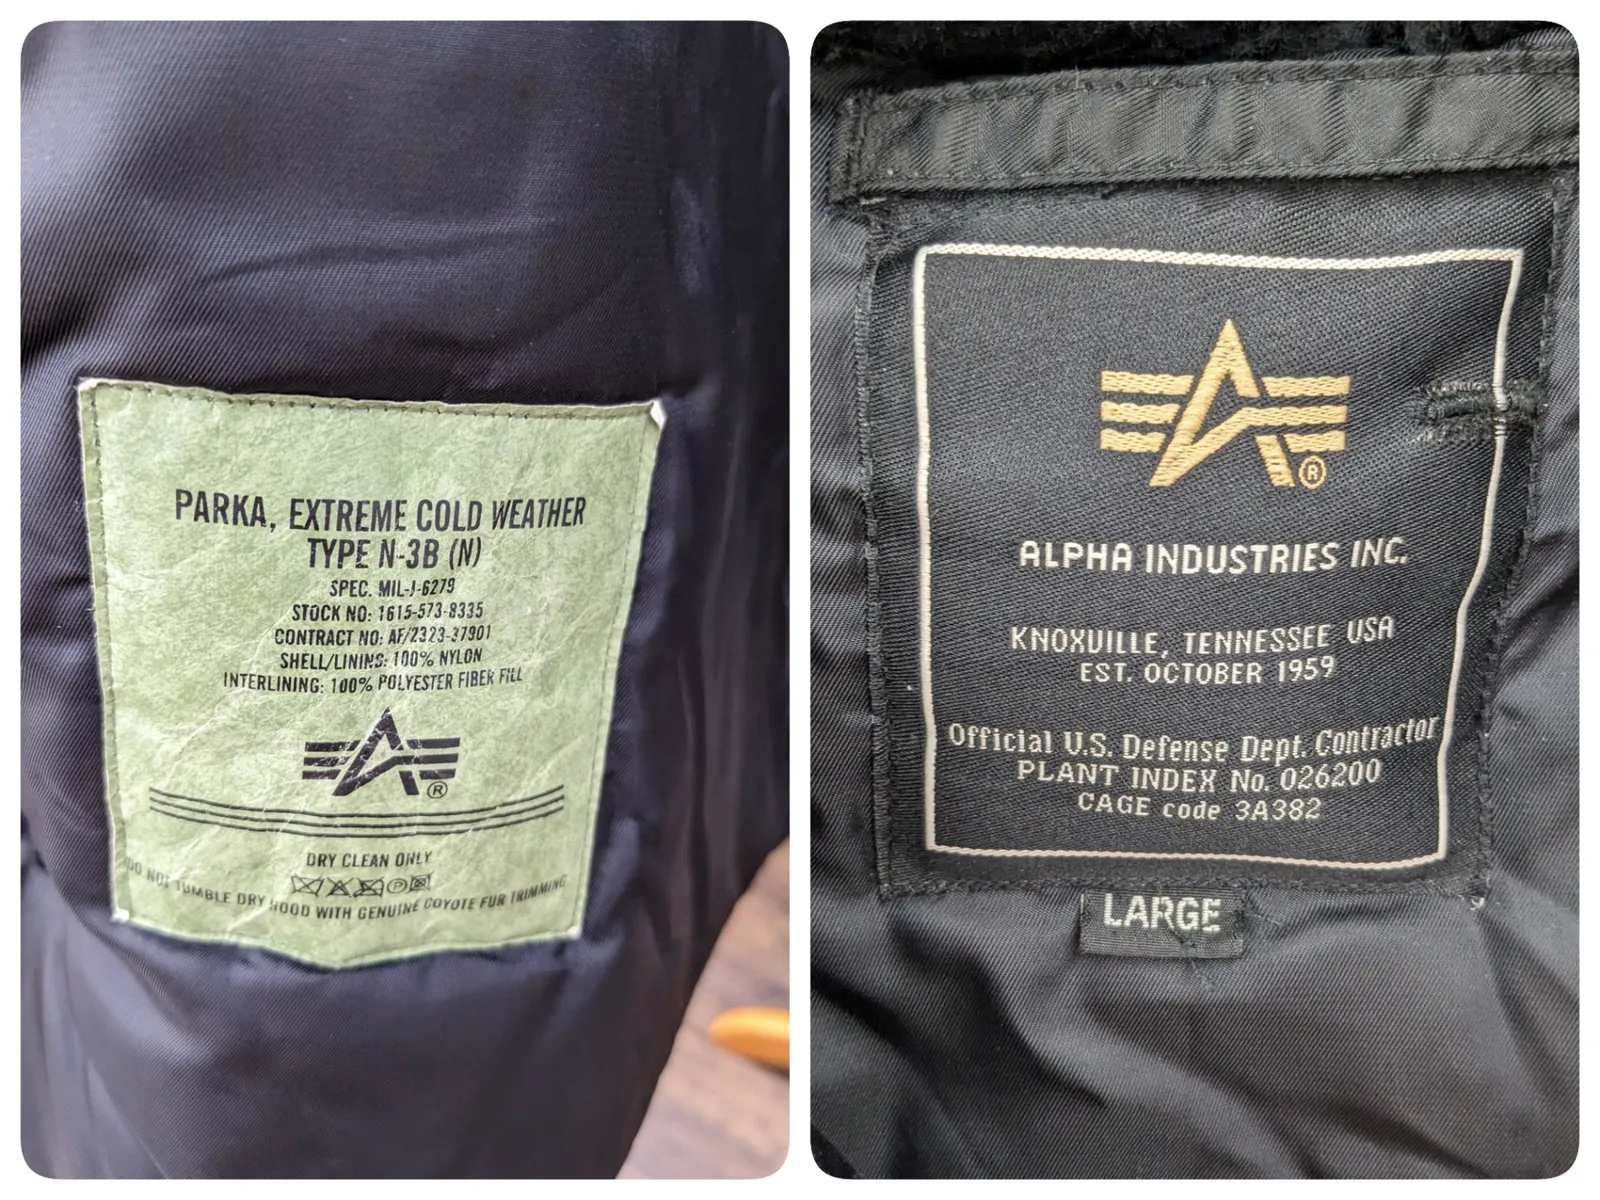 PARKA, EXTREME COLD WEATHER
TYPE N-3B (N)
SPEC. MIL-J-6279
STOCK NO: 1615-573-8335
CONTRACT NO: AF/2323-37901
SHELL/LINING: 100% NYLON
INTERLINING: 100% POLYESTER FIBER FILL
®
DRY CLEAN ONLY
P
DO NOT TUMBLE DRY HOOD WITH GENUINE COYOTE FUR TRIMMING
®
ALPHA INDUSTRIES INC.
KNOXVILLE, TENNESSEE USA
EST. OCTOBER 1959
Official U.S. Defense Dept. Contractor
PLANT INDEX No. 026200
CAGE code 3A382
LARGE